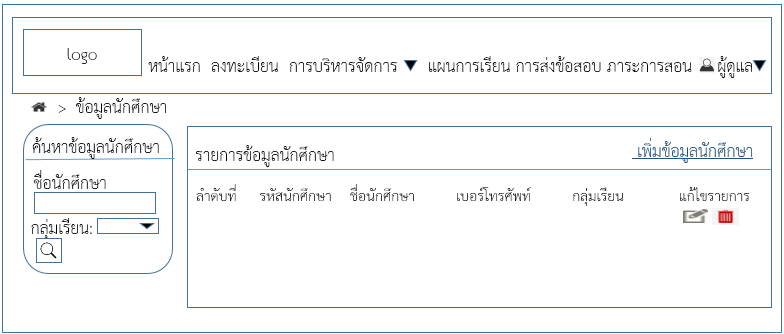 logo
หน้าแรก ลงทะเบียน การบริหารจัดการ แผนการเรียน การส่งข้อสอบ ภาระการสอน ผู้ดูแล
> ข้อมูลนักศึกษา
ค้นหาข้อมูลนักศึกษา
ชื่อนักศึกษา
กลุ่มเรียน:
รายการข้อมูลนักศึกษา เพิ่มข้อมูลนักศึกษา
ลำดับที่ รหัสนักศึกษา ชื่อนักศึกษา เบอร์โทรศัพท์ กลุ่มเรียน แก้ไขรายการ